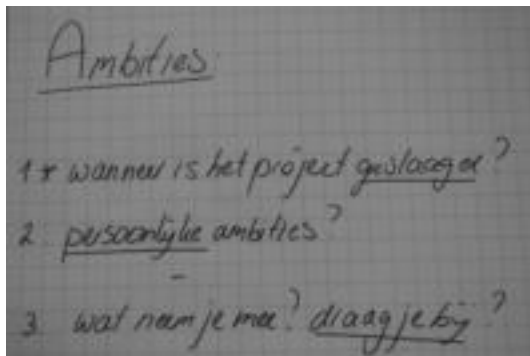 Ambities
1 * wanneer is het project geslaagd?
2. persoonlijke ambities?
3 wat neem je mee? draag je bij?